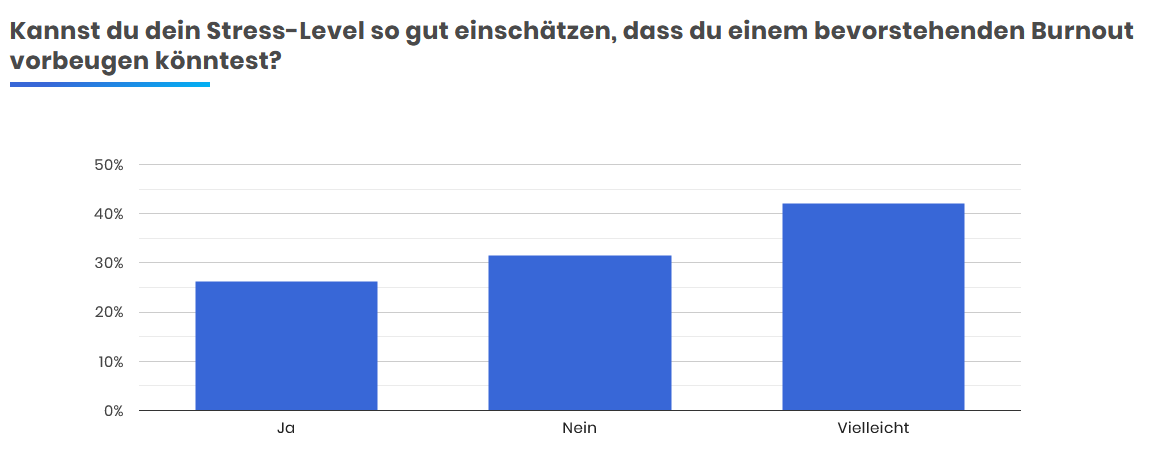 Kannst du dein Stress-Level so gut einschätzen, dass du einem bevorstehenden Burnout
vorbeugen könntest?
50%
40%
30%
20%
10%
0%
Ja
Nein
Vielleicht